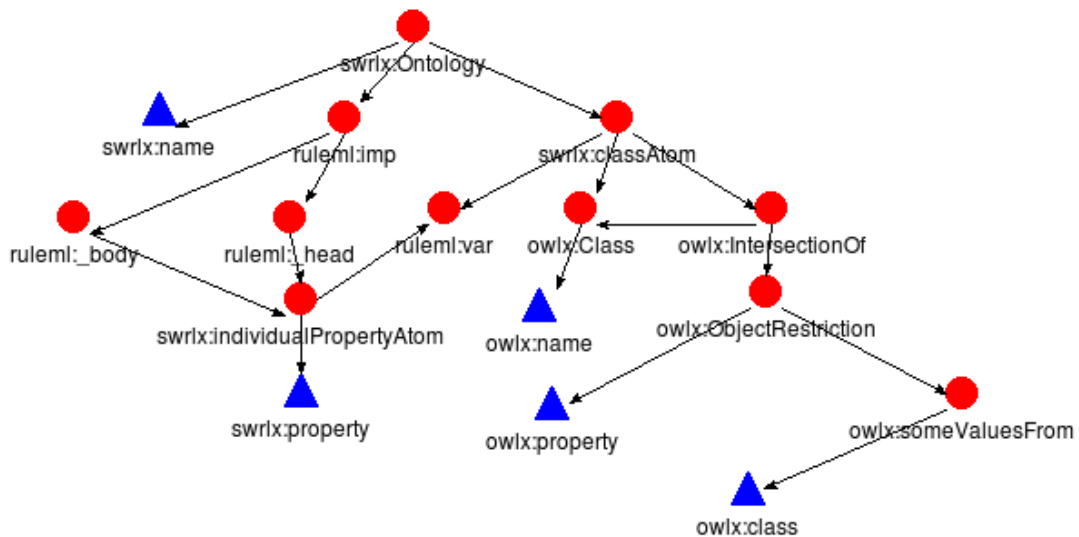 swrlx:Ontology
swrlx:name
ruleml:imp
swrlx:classAtom
ruleml:_body
ruleml:_head
ruleml:var
owlx:Class
owlx:IntersectionOf
swrlx:individualPropertyAtom
owlx:name
owlx:ObjectRestriction
swrlx:property
owlx:property
owlx:someValuesFrom
owlx:class